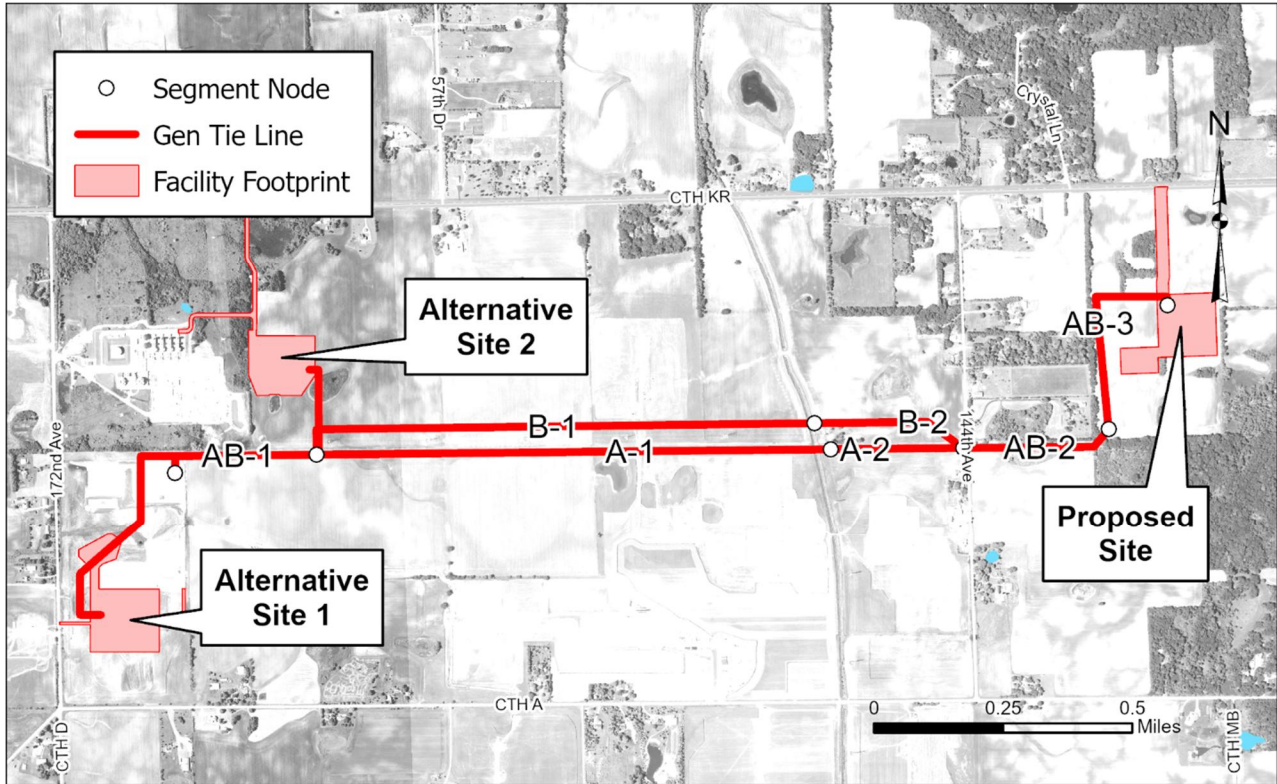 Segment Node
Gen Tie Line
Facility Footprint
57th Dr
Crystal Ln
N
CTH KR
Alternative
Site 2
AB-3
B-1
B-2
144th Ave
172nd Ave
AB-1
A-1
A-2
AB-2
Proposed
Site
Alternative
Site 1
CTH A
0
0.25
0.5
Miles
CTH D
CTH MB